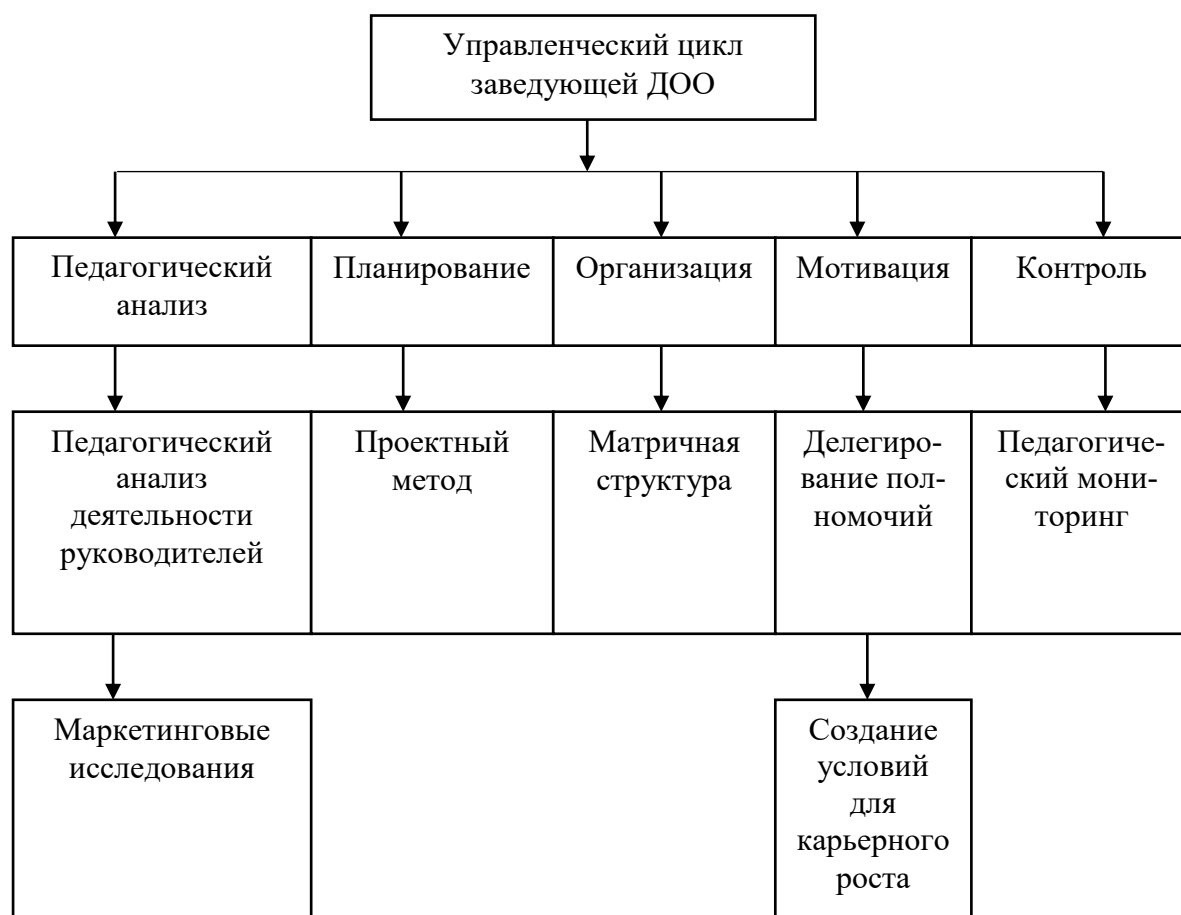 Управленческий цикл
заведующей ДОО
Педагогический
анализ
Планирование
Организация
Мотивация
Контроль
Педагогический
анализ
деятельности
руководителей
Проектный
метод
Матричная
структура
Делегиро-
вание пол-
номочий
Педагогиче-
ский мони-
торинг
Маркетинговые
исследования
Создание
условий
для
карьерного
роста